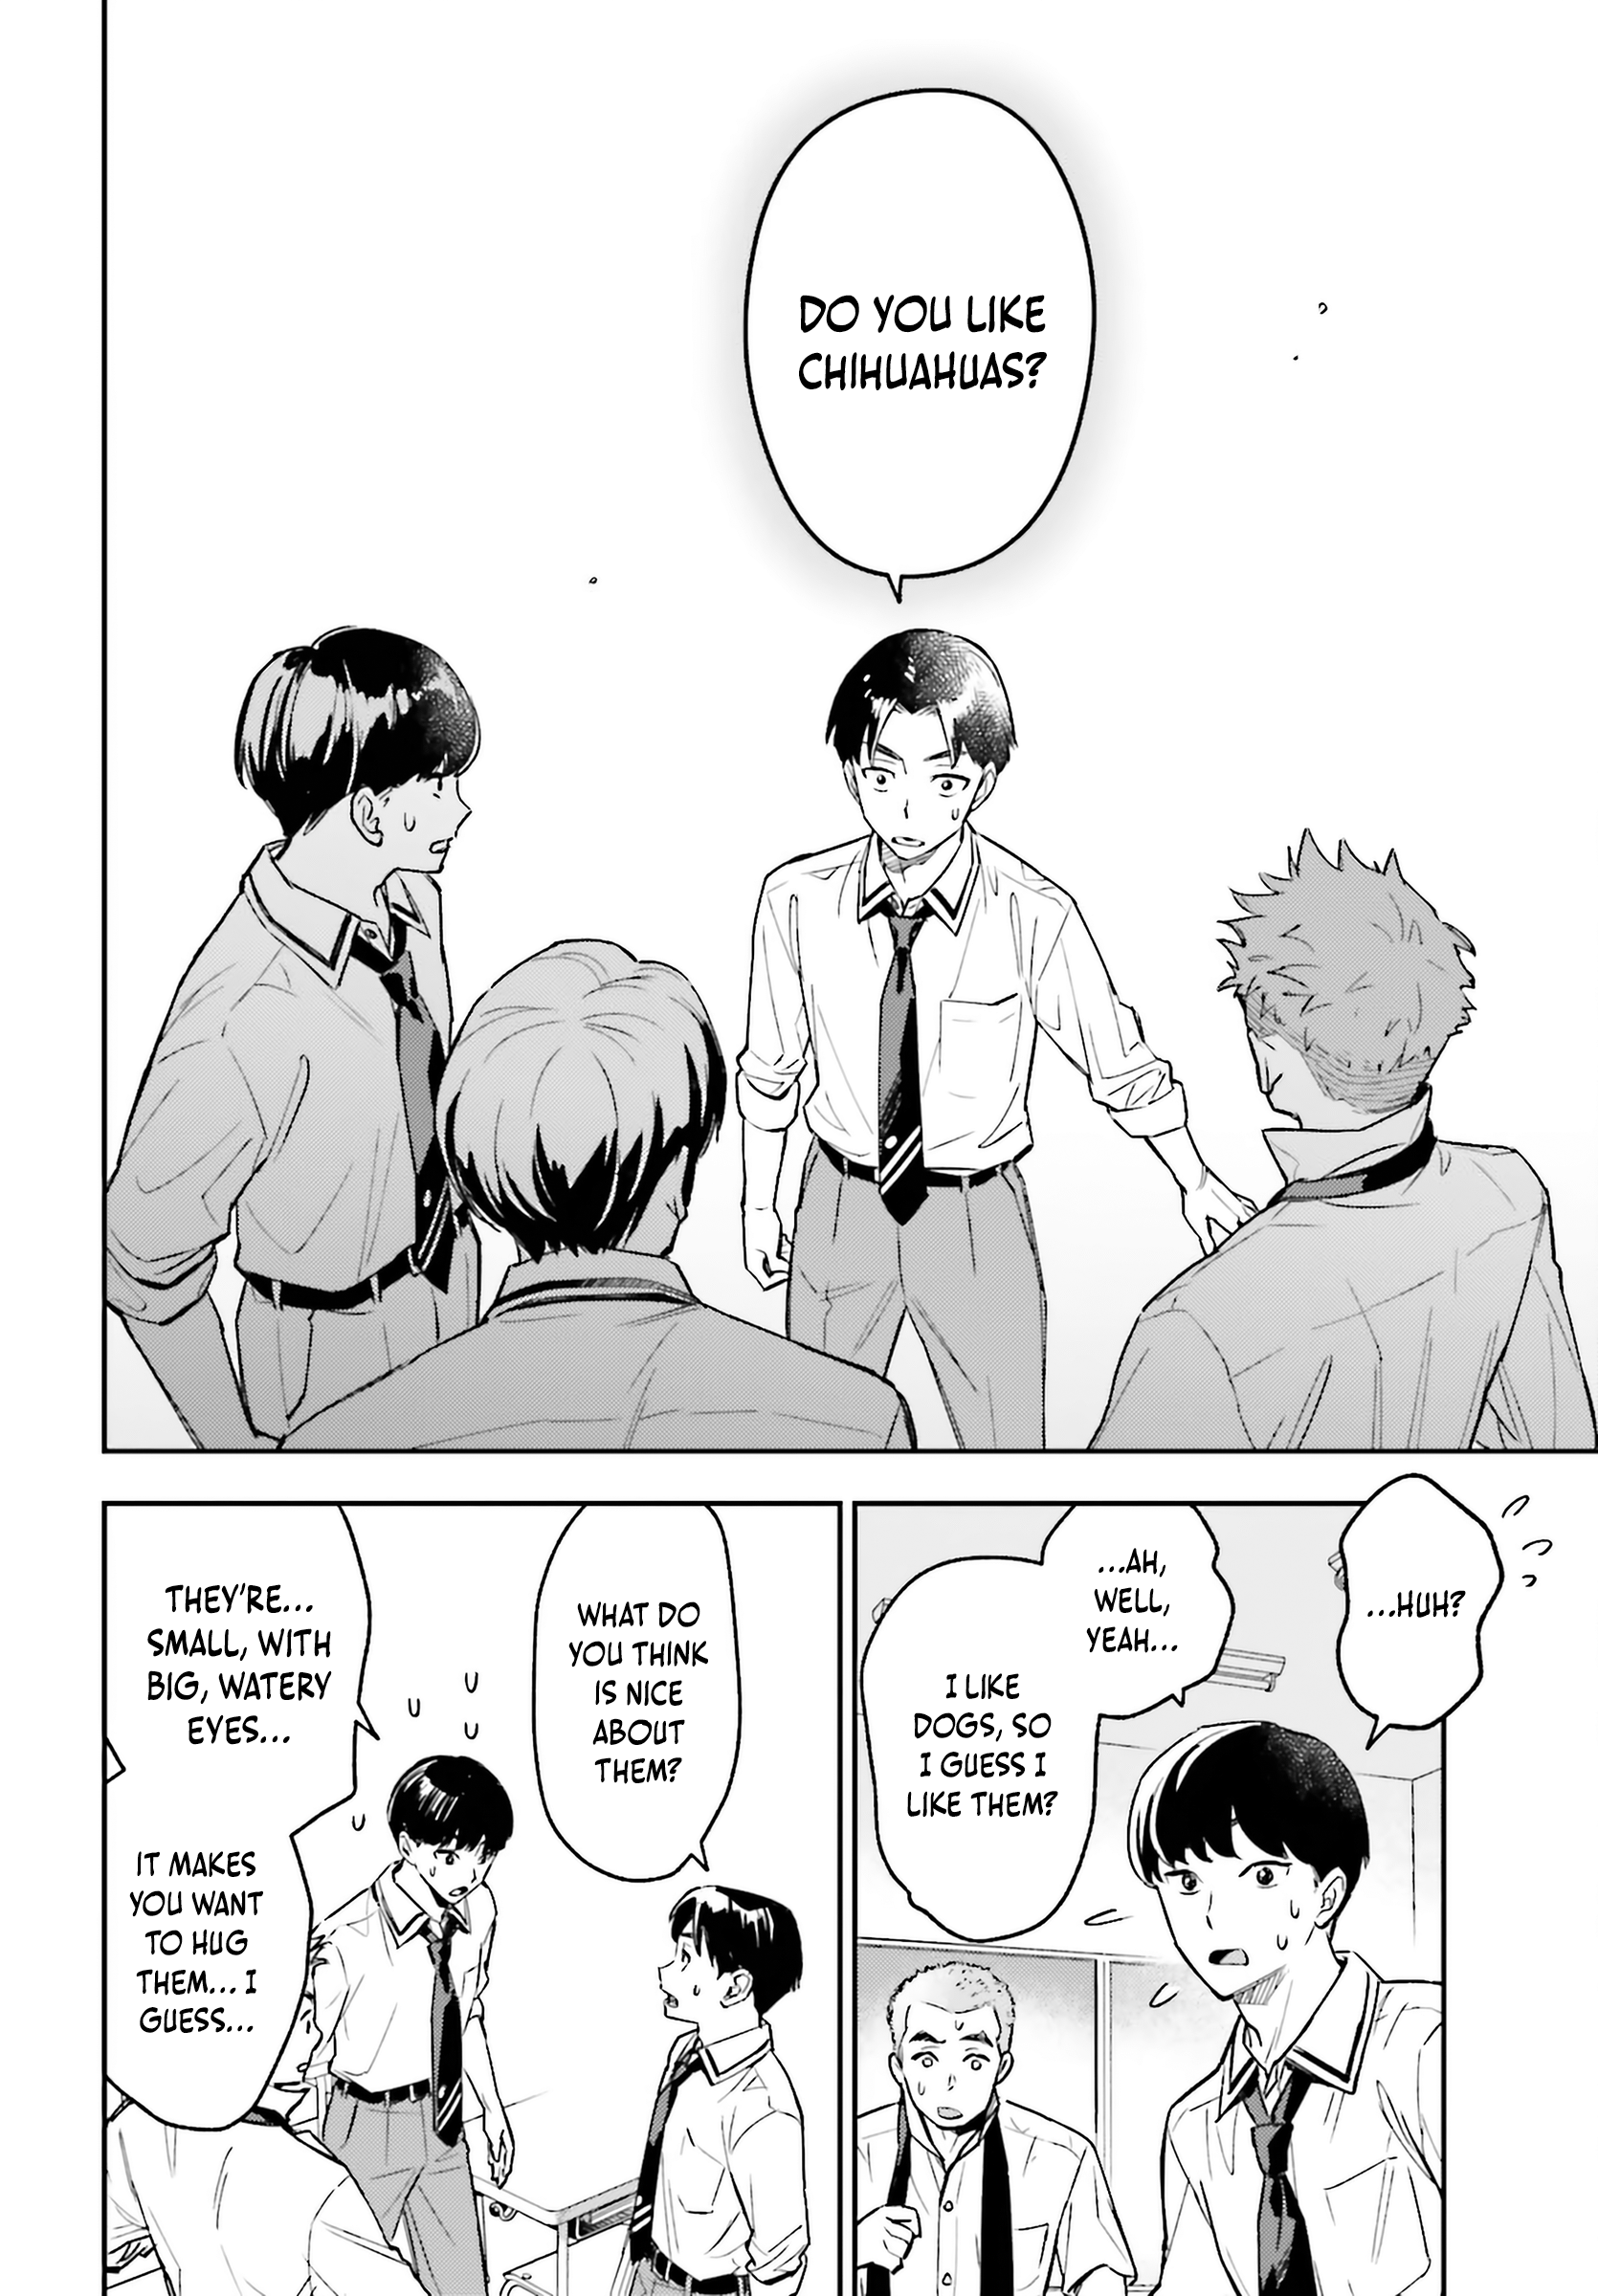 DO YOU LIKE
CHIHUAHUAS?
...HUH?
...AH,
WELL,
YEAH...
I LIKE
DOGS, SO
I GUESS I
LIKE THEM?
WHAT DO
YOU THINK
IS NICE
ABOUT
THEM?
THEY'RE...
SMALL, WITH
BIG, WATERY
EYES...
IT MAKES
YOU WANT
TO HUG
THEM... I
GUESS...